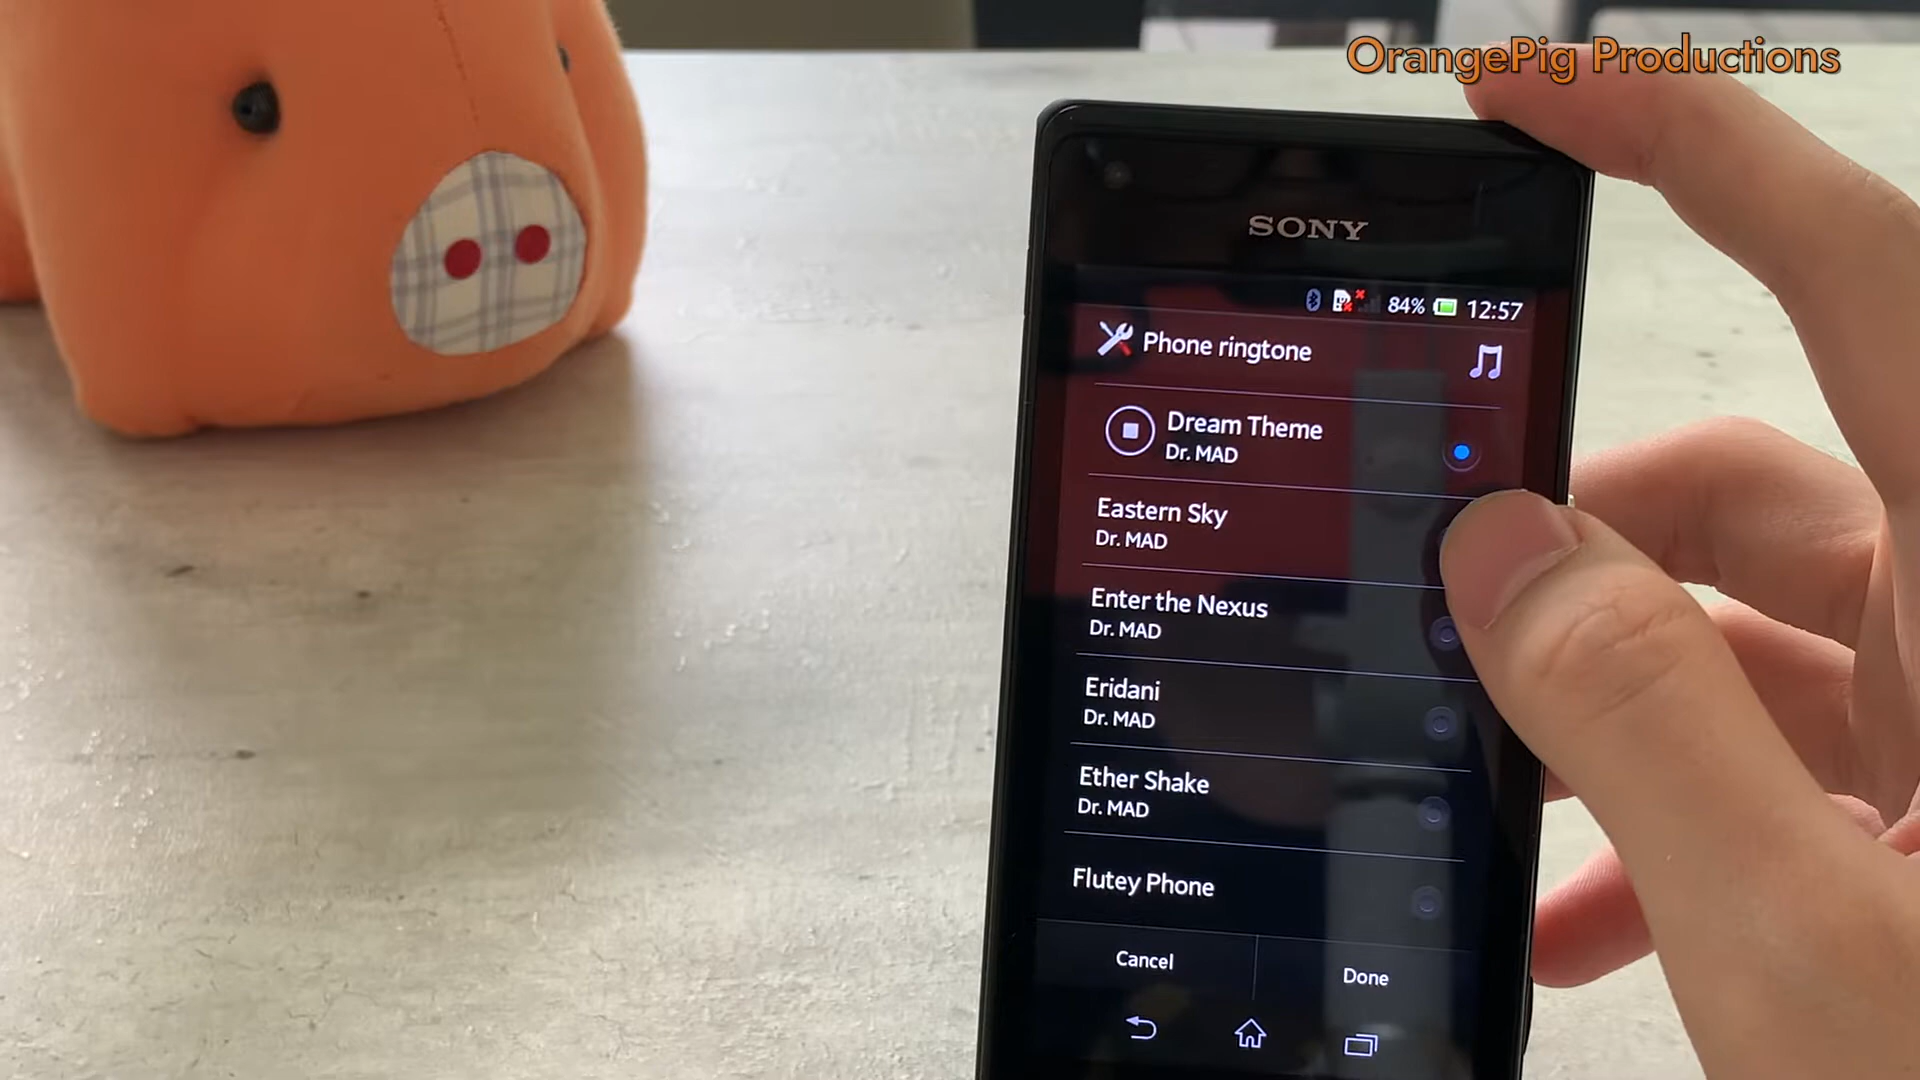 OrangePig Productions
SONY
84% 12:57
Phone ringtone
Dream Theme
Dr. MAD
Eastern Sky
Dr. MAD
Enter the Nexus
Dr. MAD
Eridani
Dr. MAD
Ether Shake
Dr. MAD
Flutey Phone
Cancel Done